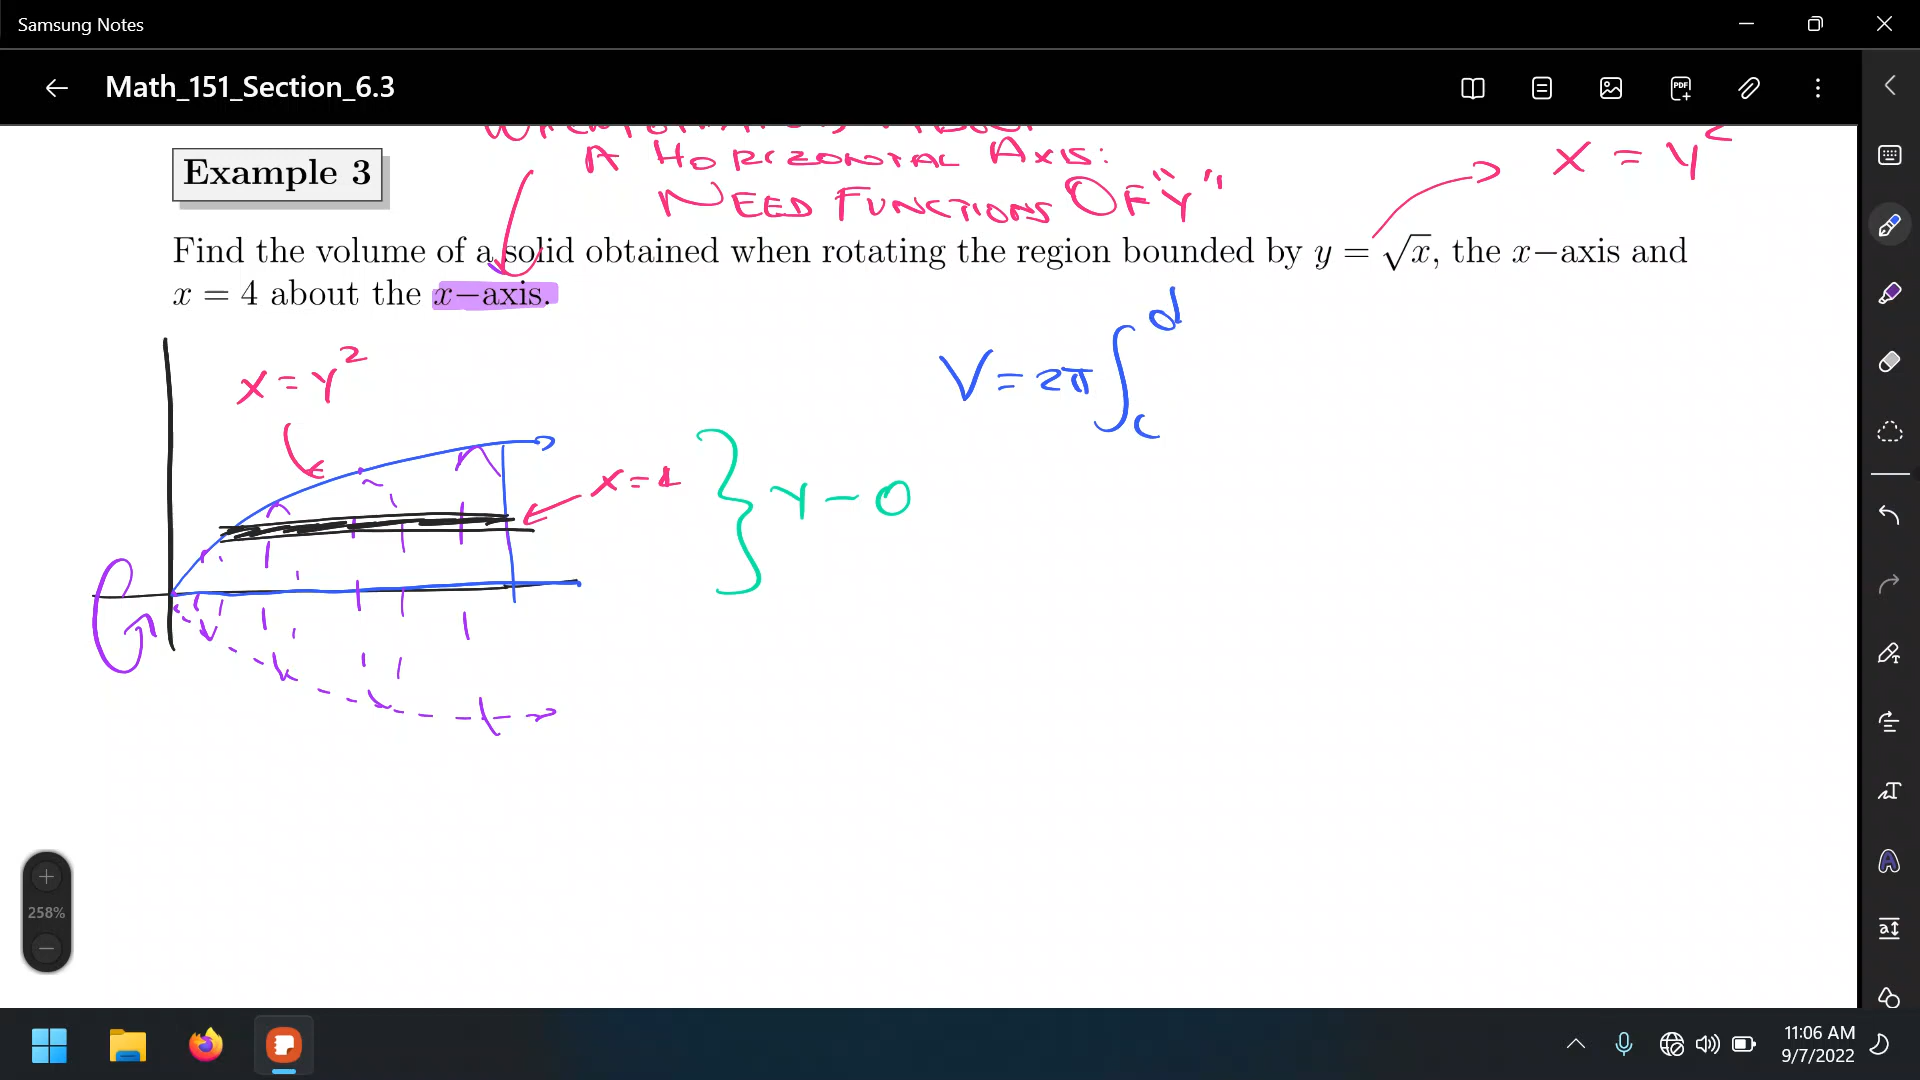 Samsung Notes
Math_151_Section_6.3
A HORIZONTAL AXIS:
NEED FUNCTIONS OF "Y"
X = Y²
Example 3
Find the volume of a solid obtained when rotating the region bounded by y = √x, the x−axis and
x = 4 about the x−axis.
X = Y²
V = 2π ∫_c^d
X = 4
Y − 0
258%
11:06 AM
9/7/2022